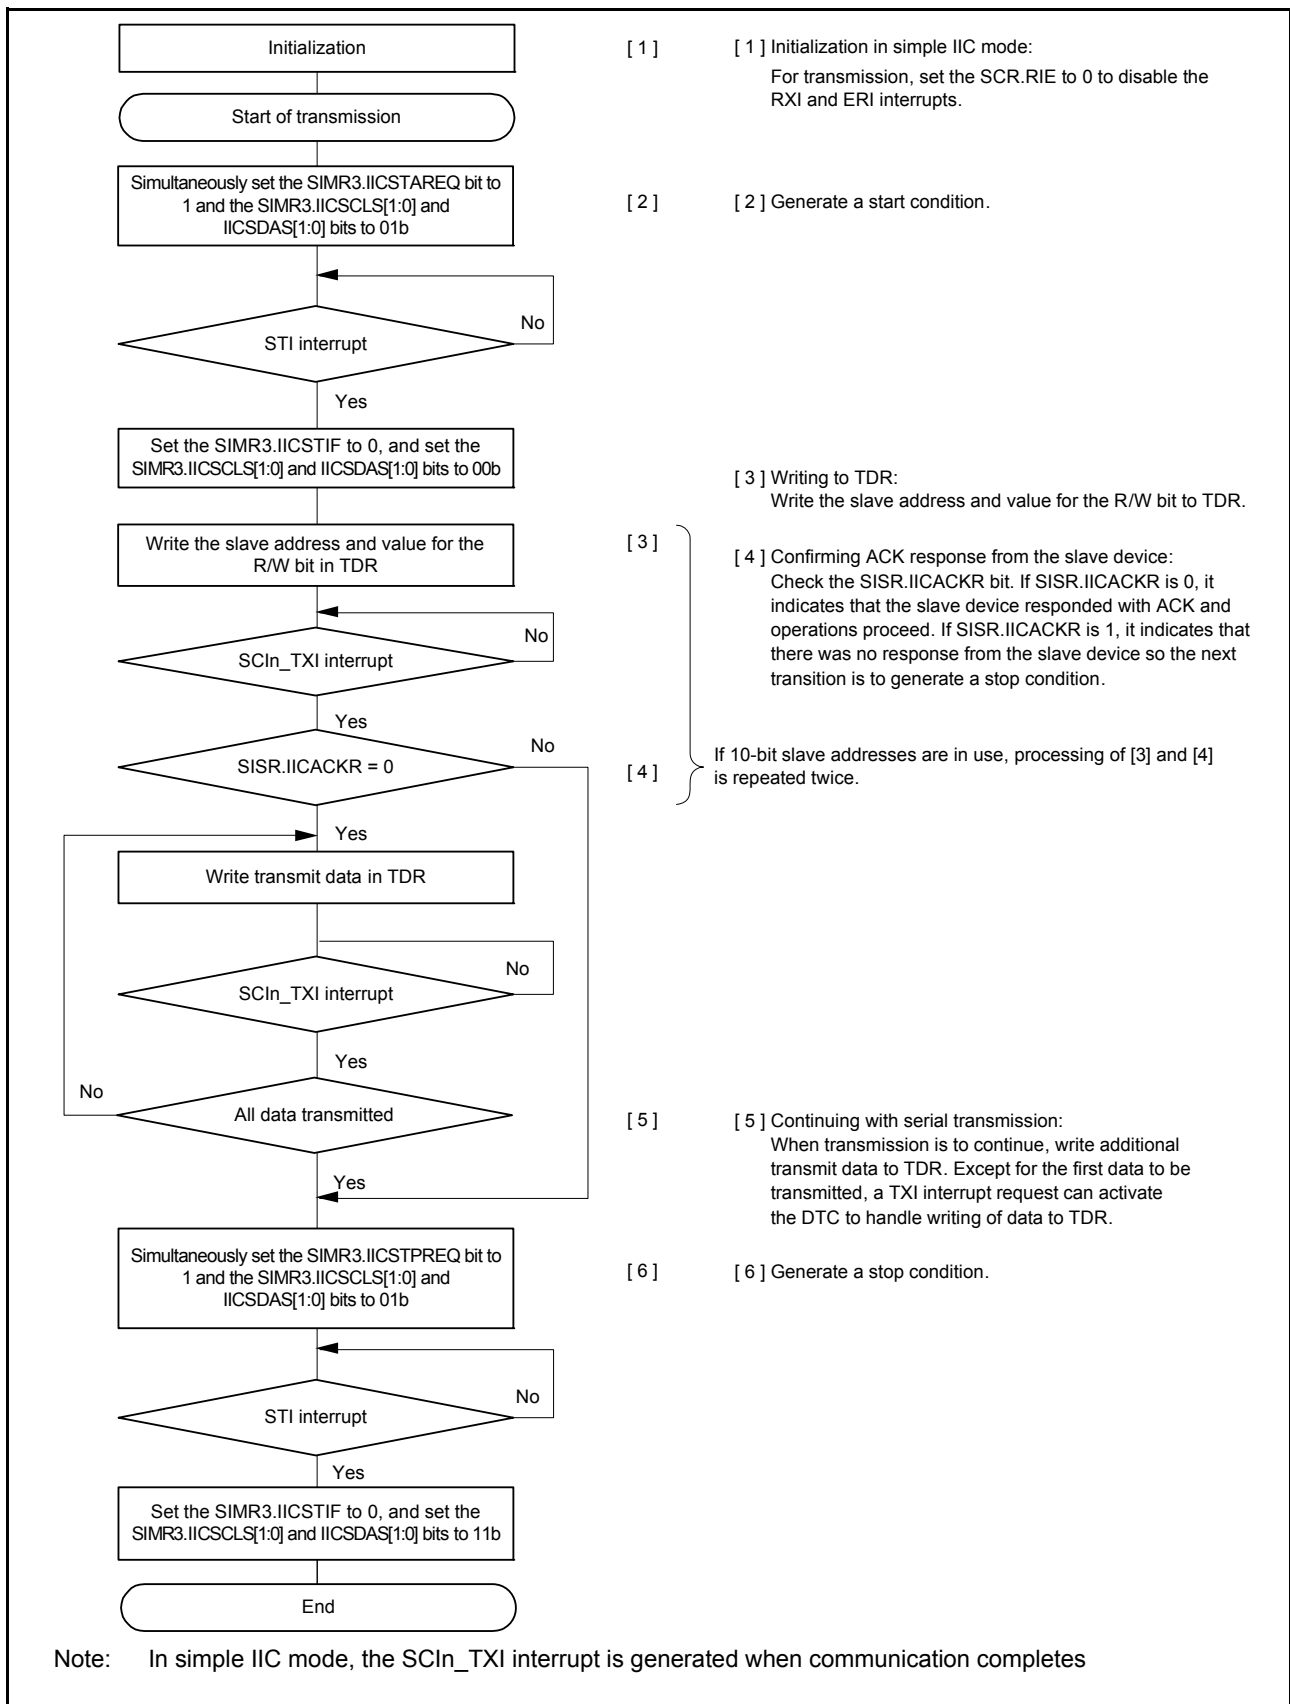 Initialization
[ 1 ]
[ 1 ] Initialization in simple IIC mode:
For transmission, set the SCR.RIE to 0 to disable the
RXI and ERI interrupts.
Start of transmission
Simultaneously set the SIMR3.IICSTAREQ bit to
1 and the SIMR3.IICSCLS[1:0] and
IICSDAS[1:0] bits to 01b
[ 2 ]
[ 2 ] Generate a start condition.
STI interrupt
No
Yes
Set the SIMR3.IICSTIF to 0, and set the
SIMR3.IICSCLS[1:0] and IICSDAS[1:0] bits to 00b
[ 3 ] Writing to TDR:
Write the slave address and value for the R/W bit to TDR.
Write the slave address and value for the
R/W bit in TDR
[ 3 ]
[ 4 ] Confirming ACK response from the slave device:
Check the SISR.IICACKR bit. If SISR.IICACKR is 0, it
indicates that the slave device responded with ACK and
operations proceed. If SISR.IICACKR is 1, it indicates that
there was no response from the slave device so the next
transition is to generate a stop condition.
SCIn_TXI interrupt
No
Yes
SISR.IICACKR = 0
No
[ 4 ]
If 10-bit slave addresses are in use, processing of [3] and [4]
is repeated twice.
Yes
Write transmit data in TDR
SCIn_TXI interrupt
No
Yes
No
All data transmitted
[ 5 ]
[ 5 ] Continuing with serial transmission:
When transmission is to continue, write additional
transmit data to TDR. Except for the first data to be
transmitted, a TXI interrupt request can activate
the DTC to handle writing of data to TDR.
Yes
Simultaneously set the SIMR3.IICSTPREQ bit to
1 and the SIMR3.IICSCLS[1:0] and
IICSDAS[1:0] bits to 01b
[ 6 ]
[ 6 ] Generate a stop condition.
STI interrupt
No
Yes
Set the SIMR3.IICSTIF to 0, and set the
SIMR3.IICSCLS[1:0] and IICSDAS[1:0] bits to 11b
End
Note: In simple IIC mode, the SCIn_TXI interrupt is generated when communication completes